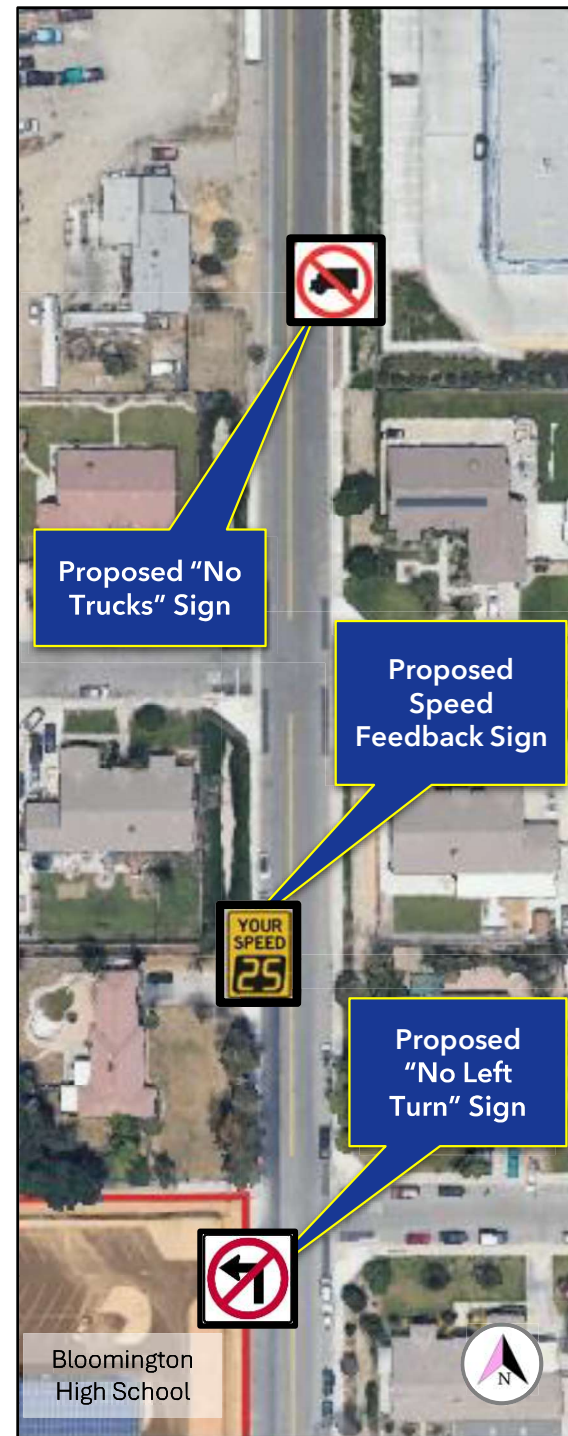 Proposed “No
Trucks” Sign
Proposed
Speed
Feedback Sign
YOUR
SPEED
25
Proposed
“No Left
Turn” Sign
Bloomington
High School
N